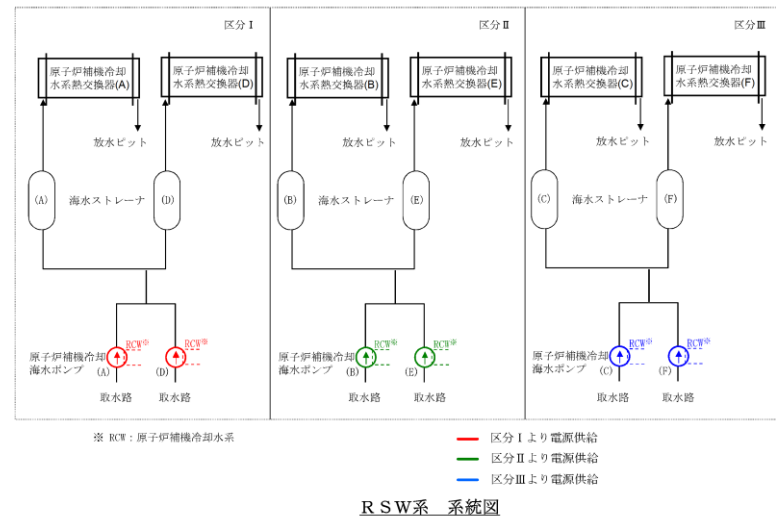 区分Ⅰ
原子炉補機冷却
水系熱交換器(A)
原子炉補機冷却
水系熱交換器(D)
放水ピット
放水ピット
(A)
海水ストレーナ
(D)
RCW※
RCW※
原子炉補機冷却
海水ポンプ
(A)
(D)
取水路
取水路
区分Ⅱ
原子炉補機冷却
水系熱交換器(B)
原子炉補機冷却
水系熱交換器(E)
放水ピット
放水ピット
(B)
海水ストレーナ
(E)
RCW※
RCW※
原子炉補機冷却
海水ポンプ
(B)
(E)
取水路
取水路
区分Ⅲ
原子炉補機冷却
水系熱交換器(C)
原子炉補機冷却
水系熱交換器(F)
放水ピット
放水ピット
(C)
海水ストレーナ
(F)
RCW※
RCW※
原子炉補機冷却
海水ポンプ
(C)
(F)
取水路
取水路
※ RCW：原子炉補機冷却水系
区分Ⅰより電源供給
区分Ⅱより電源供給
区分Ⅲより電源供給
ＲＳＷ系　系統図